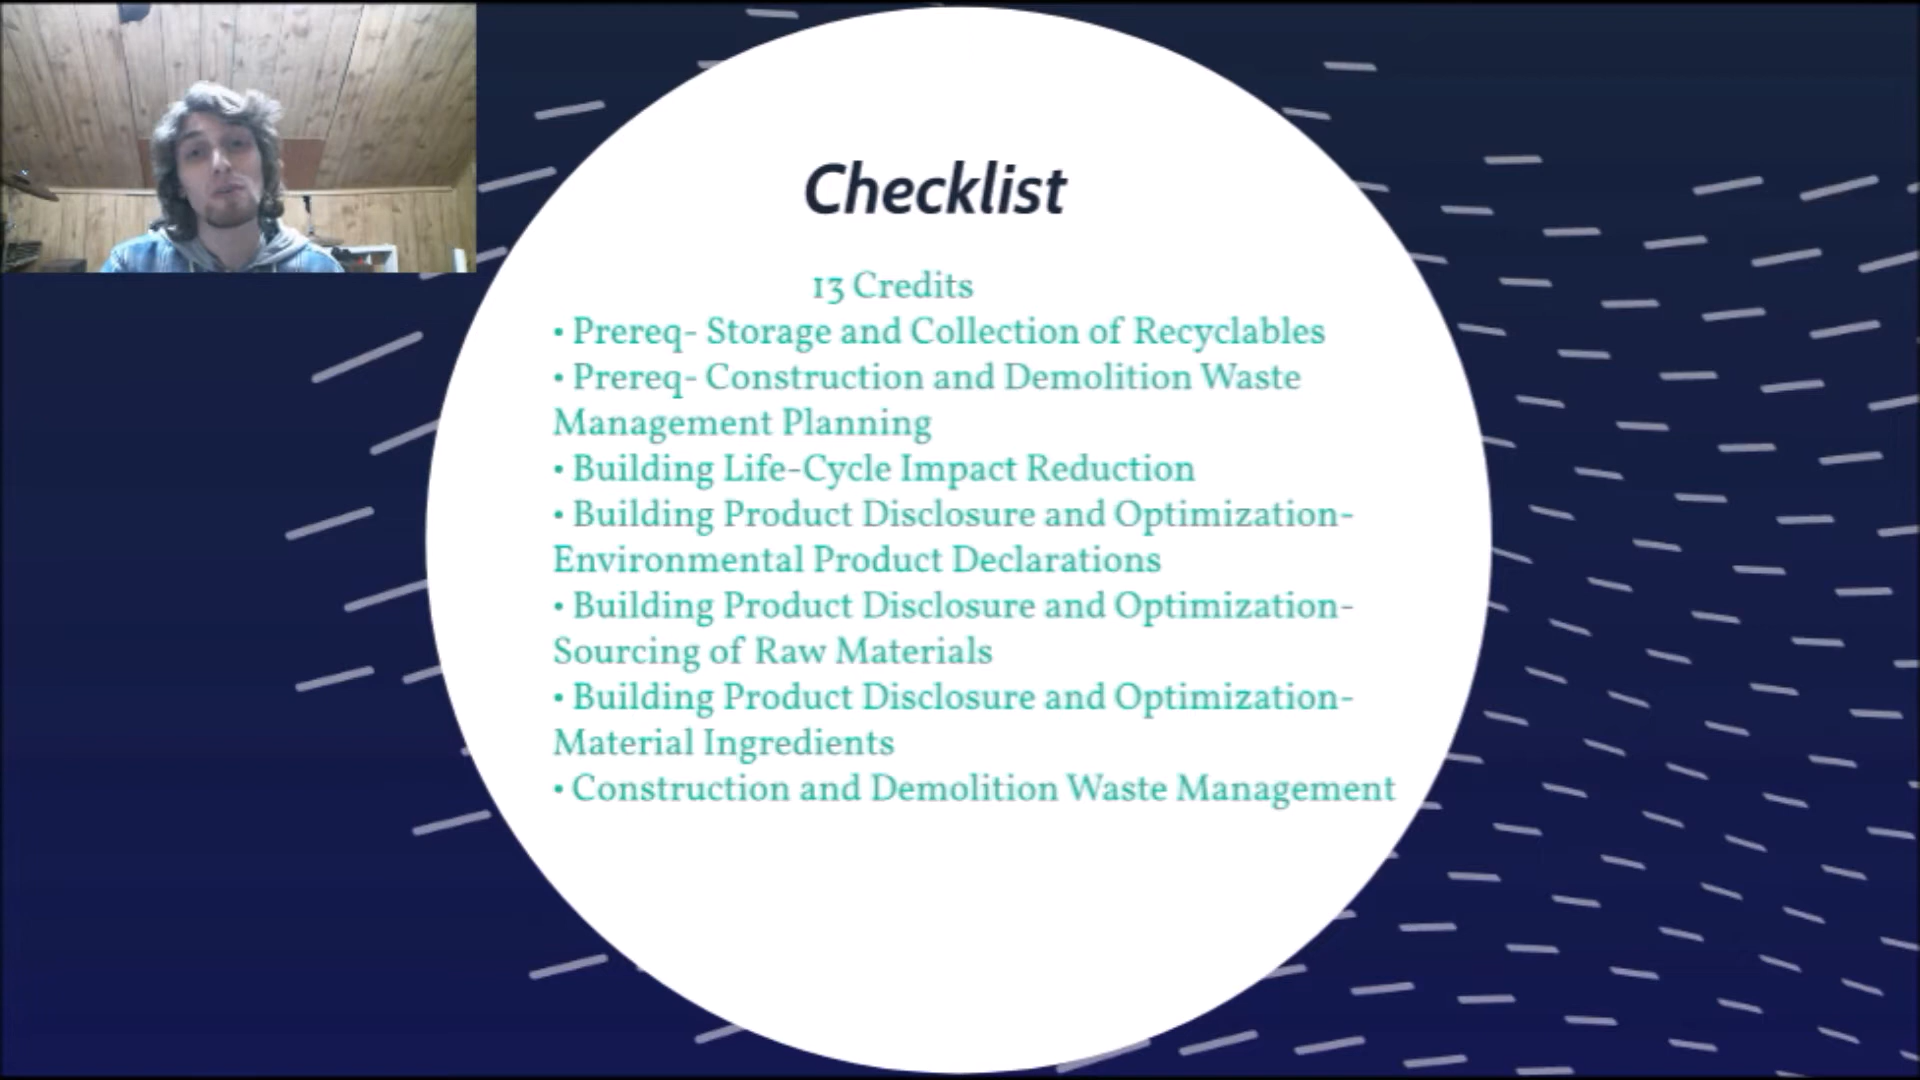 Checklist
13 Credits
• Prereq- Storage and Collection of Recyclables
• Prereq- Construction and Demolition Waste
Management Planning
• Building Life-Cycle Impact Reduction
• Building Product Disclosure and Optimization-
Environmental Product Declarations
• Building Product Disclosure and Optimization-
Sourcing of Raw Materials
• Building Product Disclosure and Optimization-
Material Ingredients
• Construction and Demolition Waste Management